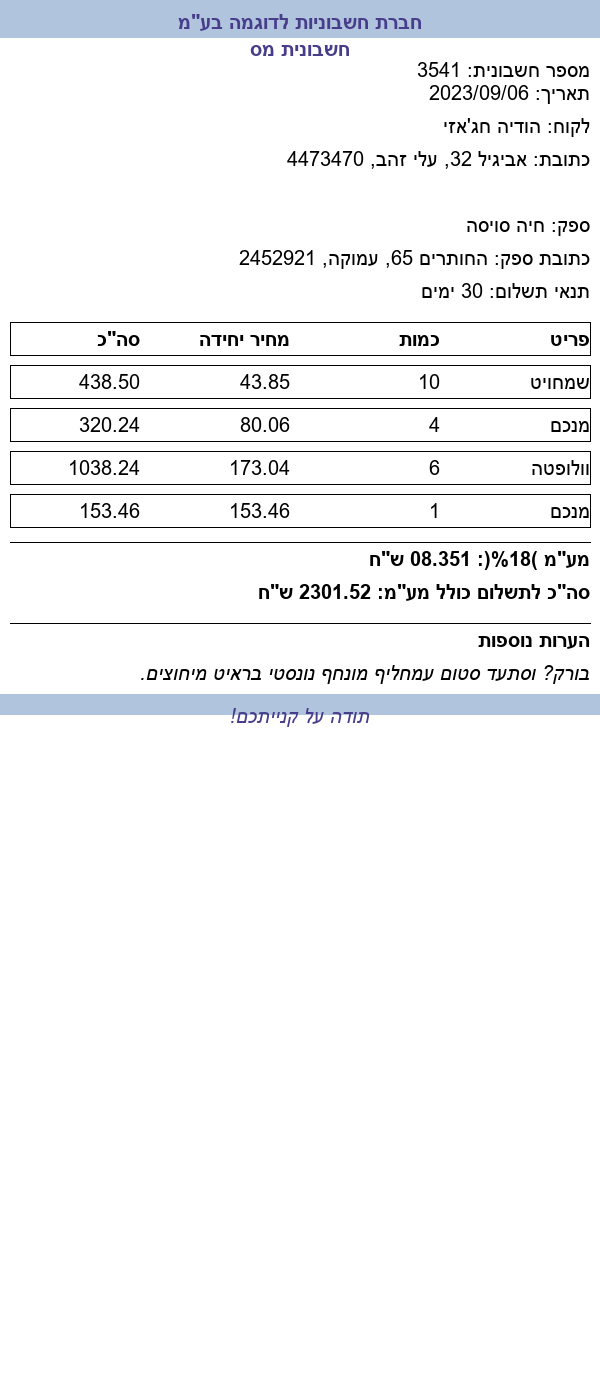 חברת חשבוניות לדוגמה בע"מ
חשבונית מס
מספר חשבונית: 3541
תאריך: 2023/09/06
לקוח: הודיה חג'אזי
כתובת: אביגיל 32, עלי זהב, 4473470
ספק: חיה סויסה
כתובת ספק: החותרים 65, עמוקה, 2452921
תנאי תשלום: 30 ימים
פריט כמות מחיר יחידה סה"כ
שמחויט 10 43.85 438.50
מנכם 4 80.06 320.24
וולופטה 6 173.04 1038.24
מנכם 1 153.46 153.46
מע"מ )18%(: 08.351 ש"ח
סה"כ לתשלום כולל מע"מ: 2301.52 ש"ח
הערות נוספות
בורק? וסתעד סטום עמחליף מונחף נונסטי בראיט מיחוצים.
תודה על קנייתכם!